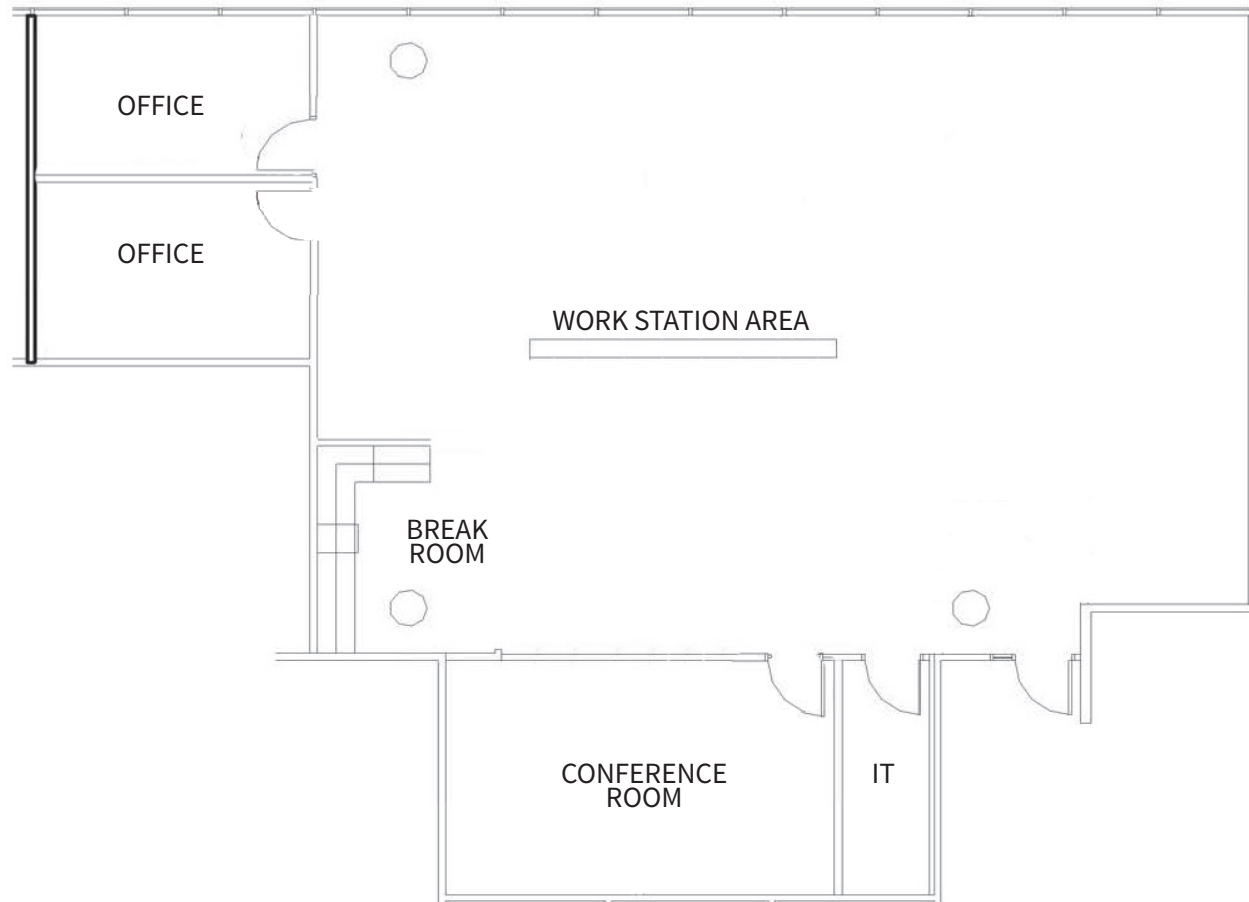 OFFICE
OFFICE
WORK STATION AREA
BREAK
ROOM
CONFERENCE
ROOM
IT